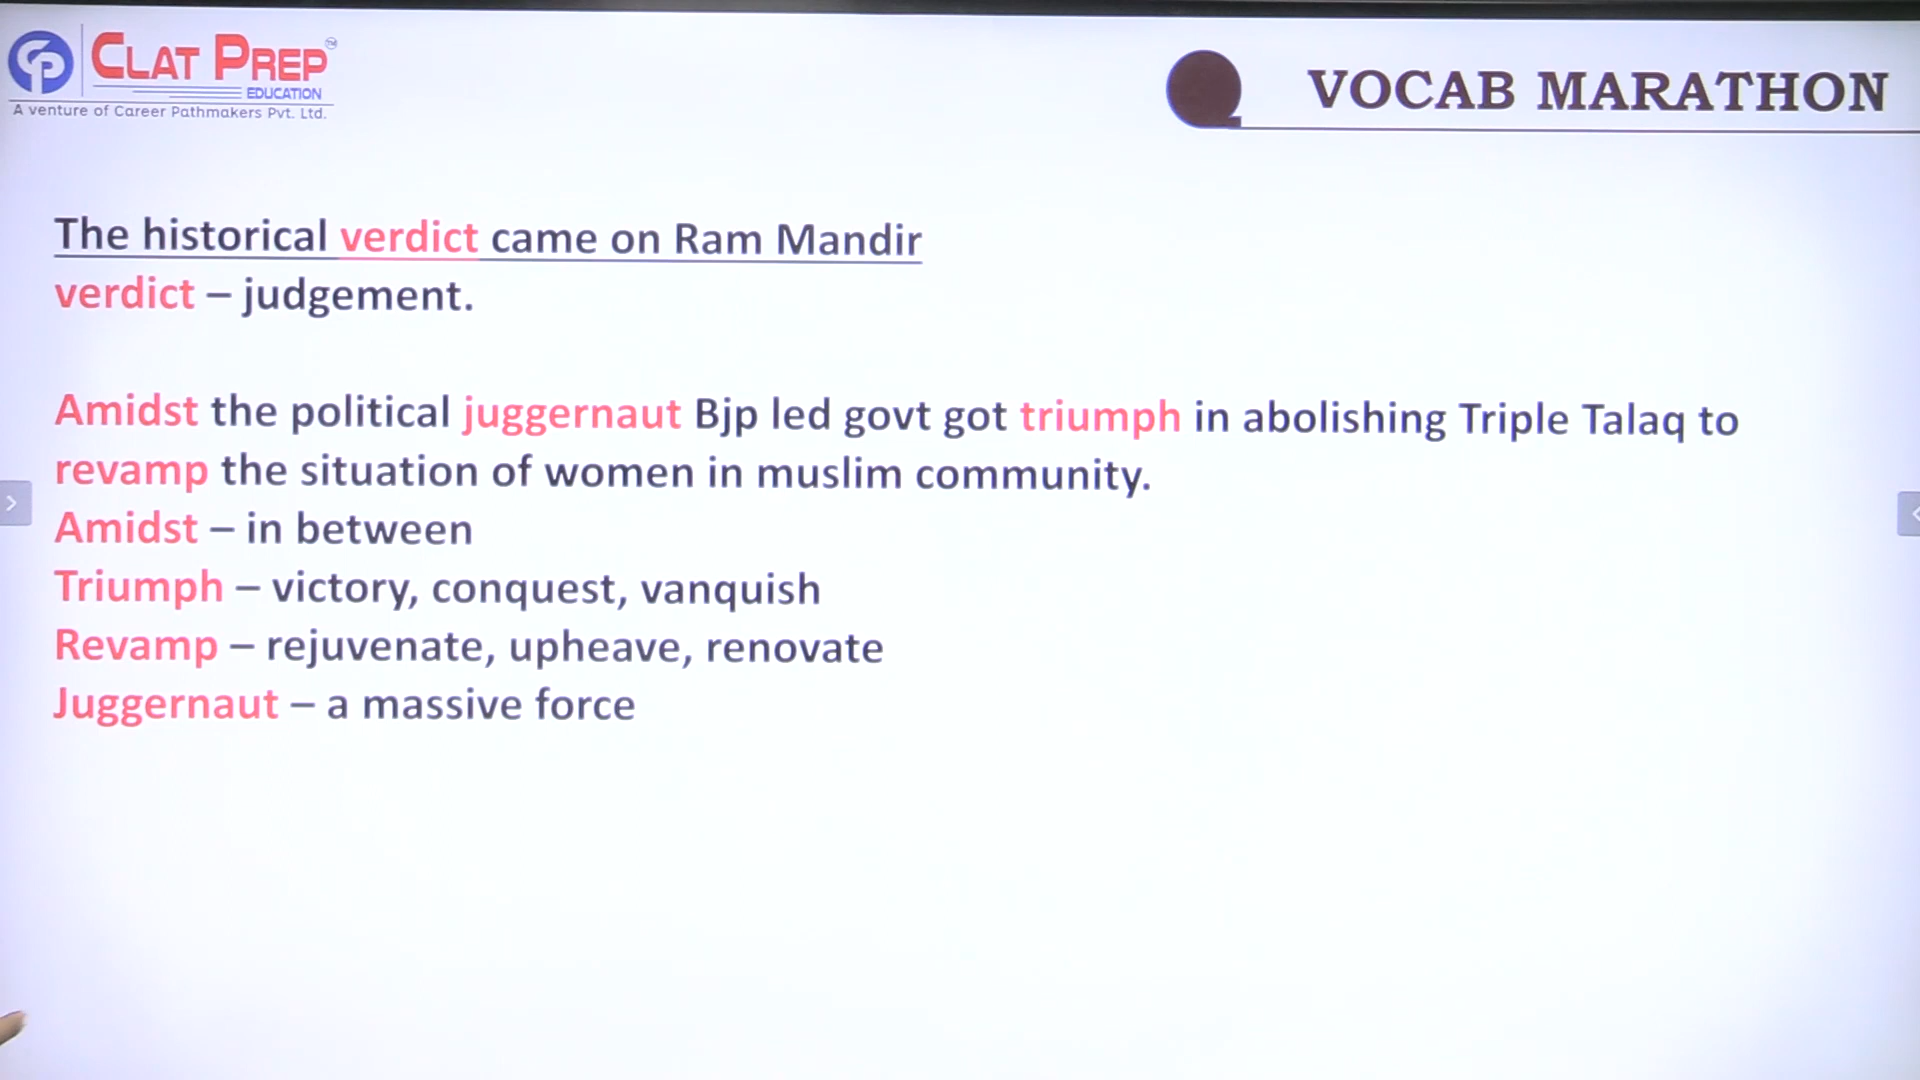 CLAT PREP
TM
EDUCATION
A venture of Career Pathmakers Pvt. Ltd.
VOCAB MARATHON
The historical verdict came on Ram Mandir
verdict – judgement.
Amidst the political juggernaut Bjp led govt got triumph in abolishing Triple Talaq to
revamp the situation of women in muslim community.
Amidst – in between
Triumph – victory, conquest, vanquish
Revamp – rejuvenate, upheave, renovate
Juggernaut – a massive force